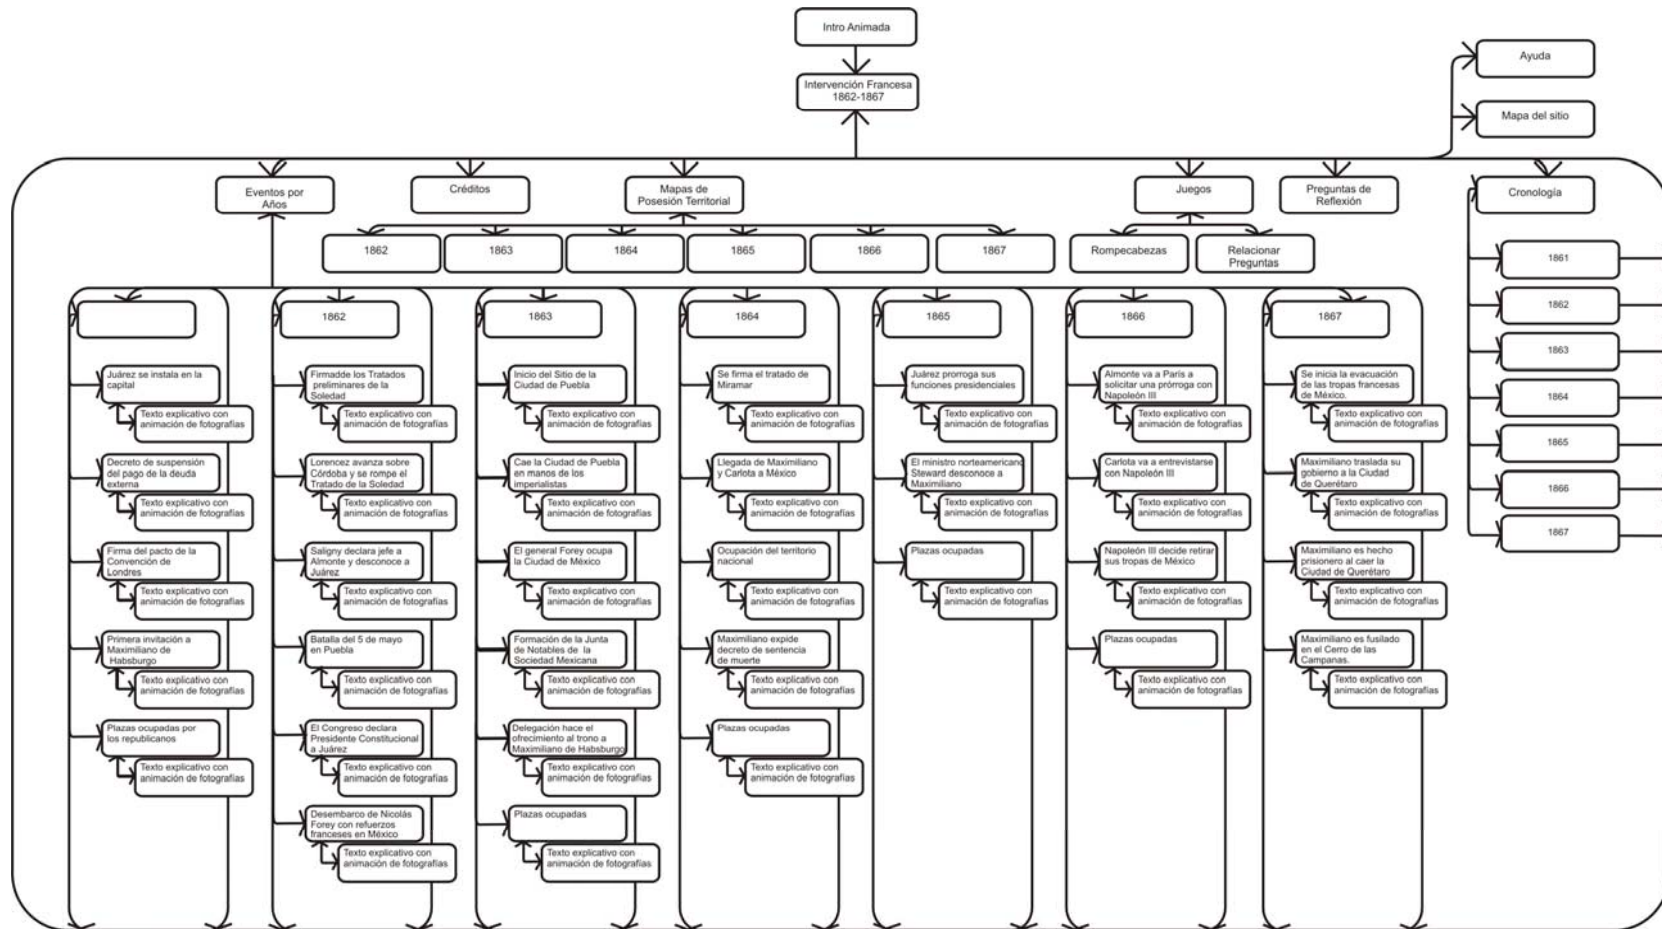 Intro Animada
Intervención Francesa
1862-1867
Ayuda
Mapa del sitio
Eventos por
Años
Créditos
Mapas de
Posesión Territorial
Juegos
Preguntas de
Reflexión
Cronología
1862
1863
1864
1865
1866
1867
Rompecabezas
Relacionar
Preguntas
1861
1862
1863
1864
1865
1866
1867
Juárez se instala en la
capital
Texto explicativo con
animación de fotografías
Decreto de suspensión
del pago de la deuda
externa
Texto explicativo con
animación de fotografías
Firma del pacto de la
Convención de
Londres
Texto explicativo con
animación de fotografías
Primera invitación a
Maximiliano de
Habsburgo
Texto explicativo con
animación de fotografías
Plazas ocupadas por
los republicanos
Texto explicativo con
animación de fotografías
1862
Firmadde los Tratados
preliminares de la
Soledad
Texto explicativo con
animación de fotografías
Lorencez avanza sobre
Córdoba y se rompe el
Tratado de la Soledad
Texto explicativo con
animación de fotografías
Saligny declara jefe a
Almonte y desconoce a
Juárez
Texto explicativo con
animación de fotografías
Batalla del 5 de mayo
en Puebla
Texto explicativo con
animación de fotografías
El Congreso declara
Presidente Constitucional
a Juárez
Texto explicativo con
animación de fotografías
Desembarco de Nicolás
Forey con refuerzos
franceses en México
Texto explicativo con
animación de fotografías
1863
Inicio del Sitio de la
Ciudad de Puebla
Texto explicativo con
animación de fotografías
Cae la Ciudad de Puebla
en manos de los
imperialistas
Texto explicativo con
animación de fotografías
El general Forey ocupa
la Ciudad de México
Texto explicativo con
animación de fotografías
Formación de la Junta
de Notables de la
Sociedad Mexicana
Texto explicativo con
animación de fotografías
Delegación hace el
ofrecimiento al trono a
Maximiliano de Habsburgo
Texto explicativo con
animación de fotografías
Plazas ocupadas
Texto explicativo con
animación de fotografías
1864
Se firma el tratado de
Miramar
Texto explicativo con
animación de fotografías
Llegada de Maximiliano
y Carlota a México
Texto explicativo con
animación de fotografías
Ocupación del territorio
nacional
Texto explicativo con
animación de fotografías
Maximiliano expide
decreto de sentencia
de muerte
Texto explicativo con
animación de fotografías
Plazas ocupadas
Texto explicativo con
animación de fotografías
1865
Juárez prorroga sus
funciones presidenciales
Texto explicativo con
animación de fotografías
El ministro norteamericano
Steward desconoce a
Maximiliano
Texto explicativo con
animación de fotografías
Plazas ocupadas
Texto explicativo con
animación de fotografías
1866
Almonte va a París a
solicitar una prórroga con
Napoleón III
Texto explicativo con
animación de fotografías
Carlota va a entrevistarse
con Napoleón III
Texto explicativo con
animación de fotografías
Napoleón III decide retirar
sus tropas de México
Texto explicativo con
animación de fotografías
Plazas ocupadas
Texto explicativo con
animación de fotografías
1867
Se inicia la evacuación
de las tropas francesas
de México.
Texto explicativo con
animación de fotografías
Maximiliano traslada su
gobierno a la Ciudad
de Querétaro
Texto explicativo con
animación de fotografías
Maximiliano es hecho
prisionero al caer la
Ciudad de Querétaro
Texto explicativo con
animación de fotografías
Maximiliano es fusilado
en el Cerro de las
Campanas.
Texto explicativo con
animación de fotografías